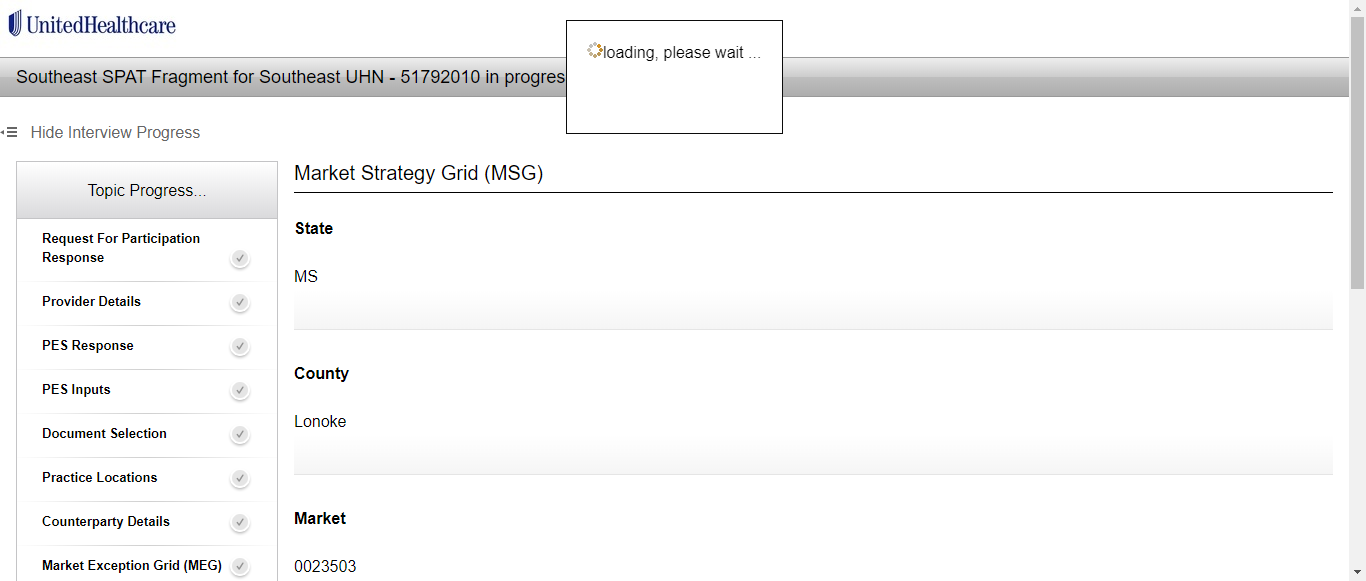 UnitedHealthcare
loading, please wait ...
Southeast SPAT Fragment for Southeast UHN - 51792010 in progres
Hide Interview Progress
Topic Progress...
Request For Participation
Response
Provider Details
PES Response
PES Inputs
Document Selection
Practice Locations
Counterparty Details
Market Exception Grid (MEG)
Market Strategy Grid (MSG)
State
MS
County
Lonoke
Market
0023503